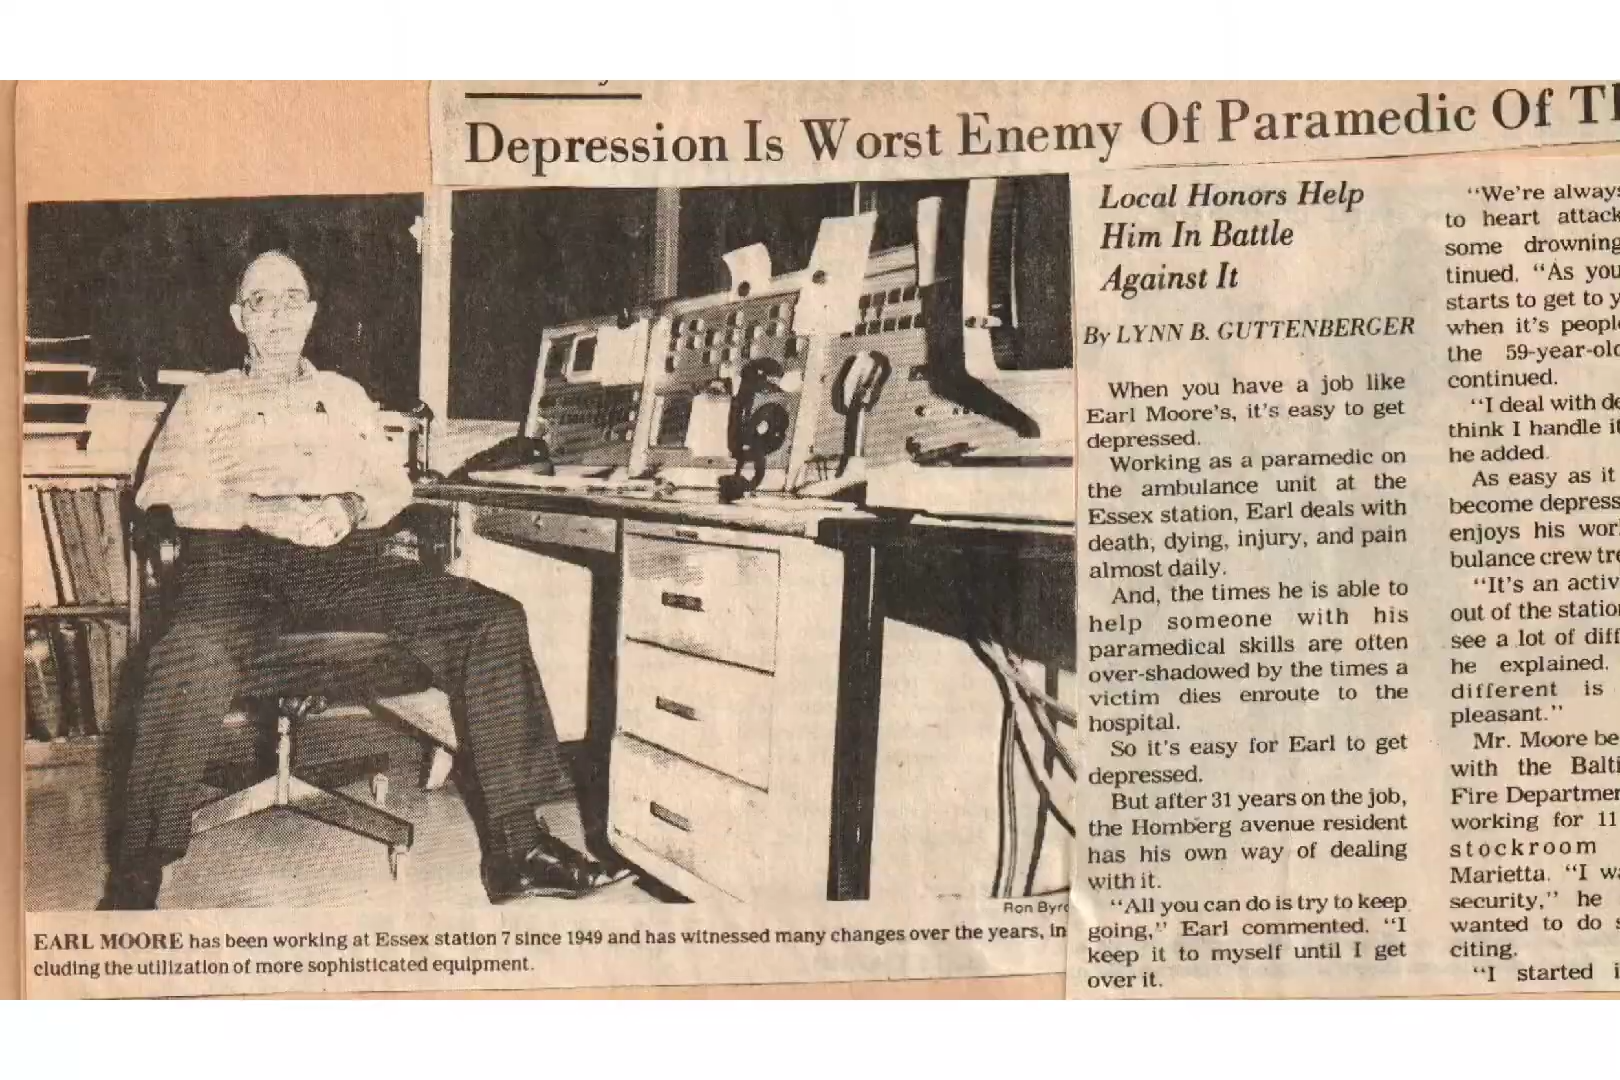 Depression Is Worst Enemy Of Paramedic Of
Local Honors Help
Him In Battle
Against It
By LYNN B. GUTTENBERGER
When you have a job like
Earl Moore's, it's easy to get
depressed.
Working as a paramedic on
the ambulance unit at the
Essex station, Earl deals with
death, dying, injury, and pain
almost daily.
And, the times he is able to
help someone with his
paramedical skills are often
over-shadowed by the times a
victim dies enroute to the
hospital.
So it's easy for Earl to get
depressed.
But after 31 years on the job,
the Homberg avenue resident
has his own way of dealing
with it.
"All you can do is try to keep
going," Earl commented. "I
keep it to myself until I get
over it.
"We're always
to heart attack
some drowning
tinued. "As you
starts to get to y
when it's people
the 59-year-old
continued.
"I deal with de
think I handle it
he added.
As easy as it
become depress
enjoys his wor
bulance crew tre
"It's an activ
out of the station
see a lot of diff
he explained.
different is
pleasant."
Mr. Moore be
with the Balti
Fire Departmen
working for 11
stockroom
Marietta. "I wa
security," he
wanted to do s
citing.
"I started i
Ron Byrd
EARL MOORE has been working at Essex station 7 since 1949 and has witnessed many changes over the years, in
cluding the utilization of more sophisticated equipment.